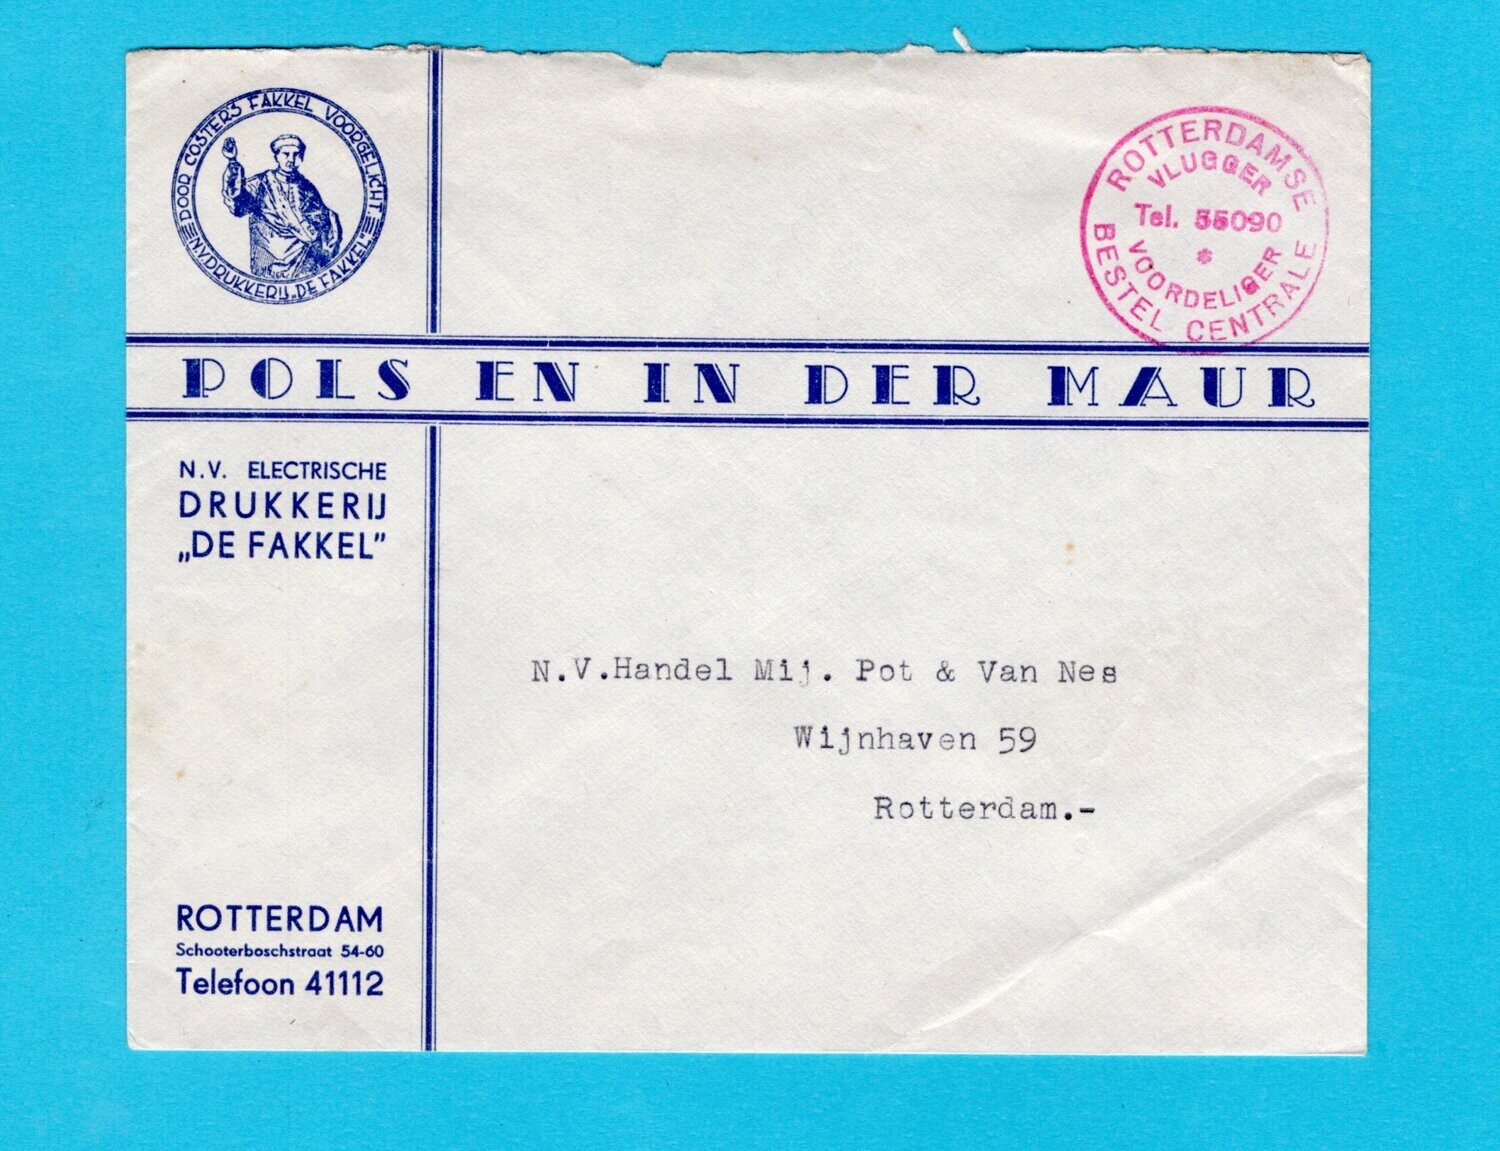 DOOR COSTER'S FAKKEL VOORGELICHT.
N.V. DRUKKERIJ „DE FAKKEL”
ROTTERDAMSE
VLUGGER
Tel. 55090
*
VOORDELIGER
BESTEL CENTRALE
POLS EN IN DER MAUR
N.V. ELECTRISCHE
DRUKKERIJ
„DE FAKKEL”
N.V.Handel Mij. Pot & Van Nes
Wijnhaven 59
Rotterdam.-
ROTTERDAM
Schooterboschstraat 54-60
Telefoon 41112